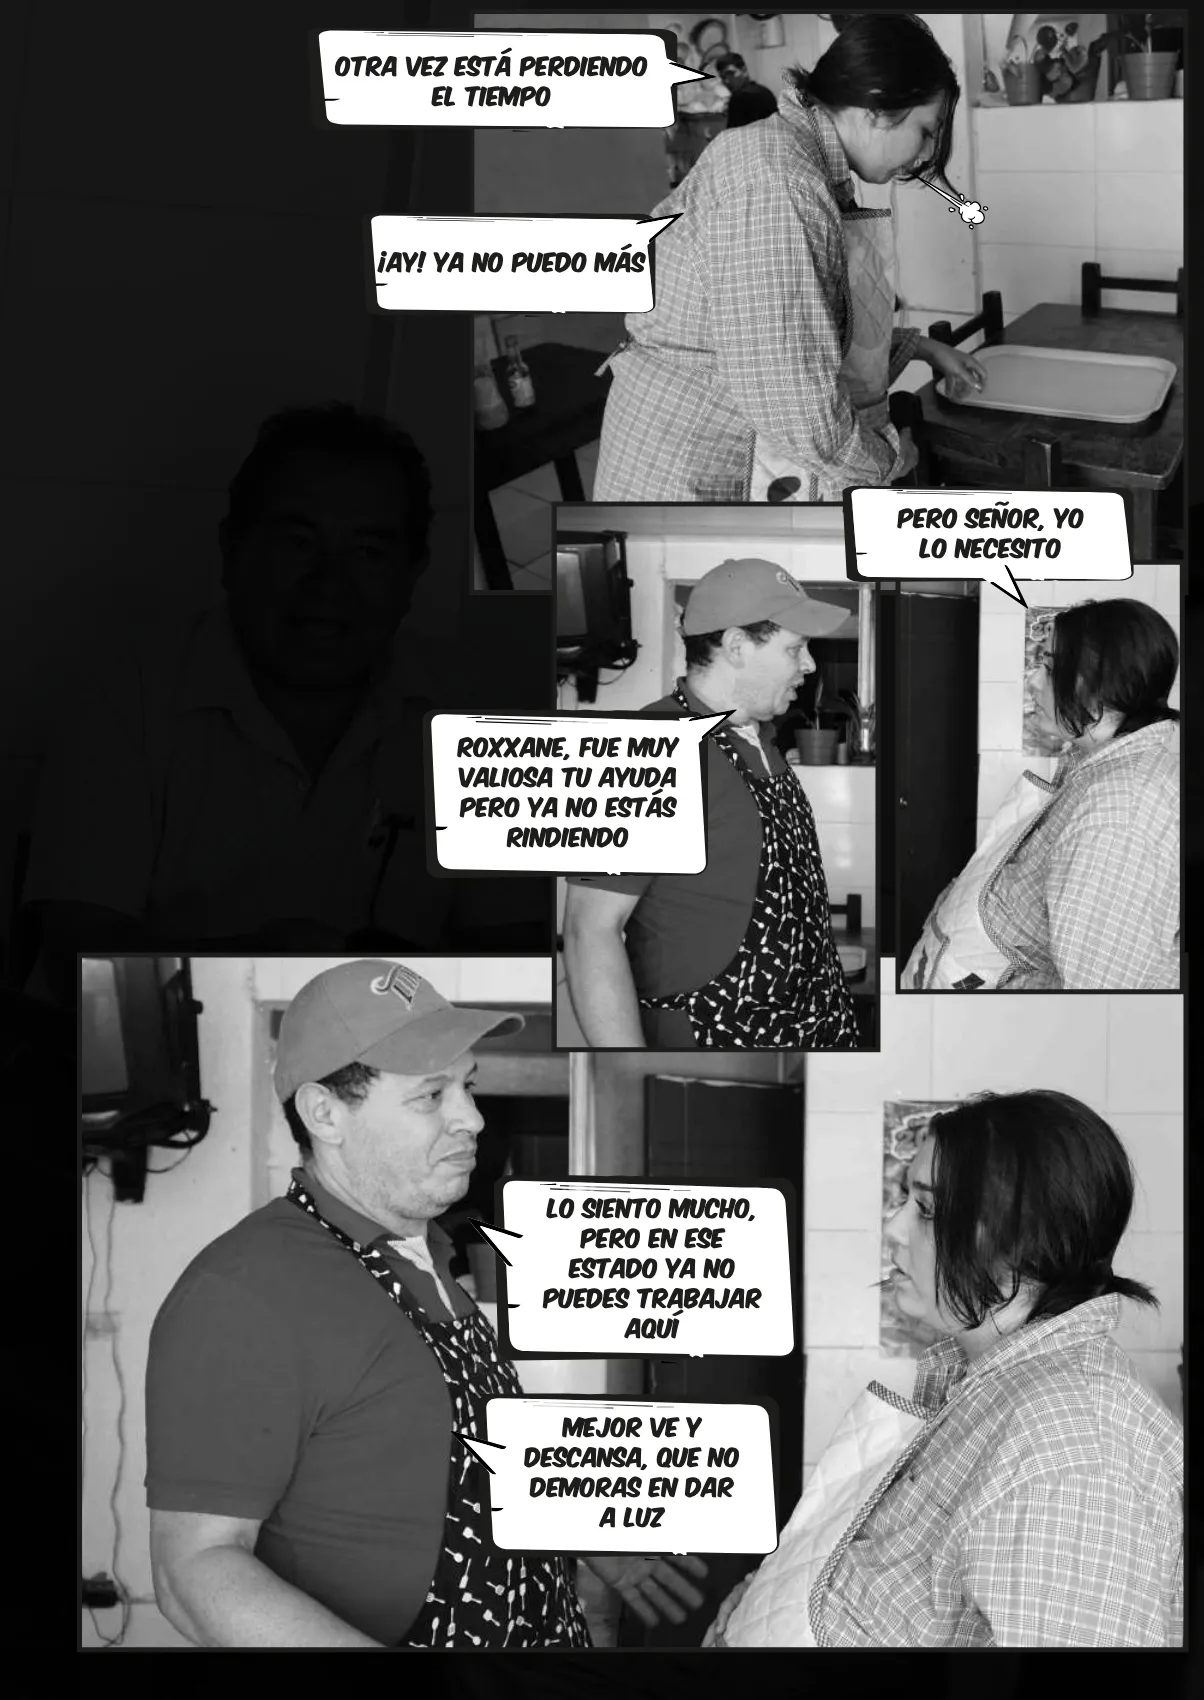 OTRA VEZ ESTÁ PERDIENDO
EL TIEMPO
¡AY! YA NO PUEDO MÁS
PERO SEÑOR, YO
LO NECESITO
ROXXANE, FUE MUY
VALIOSA TU AYUDA
PERO YA NO ESTÁS
RINDIENDO
LO SIENTO MUCHO,
PERO EN ESE
ESTADO YA NO
PUEDES TRABAJAR
AQUÍ
MEJOR VE Y
DESCANSA, QUE NO
DEMORAS EN DAR
A LUZ